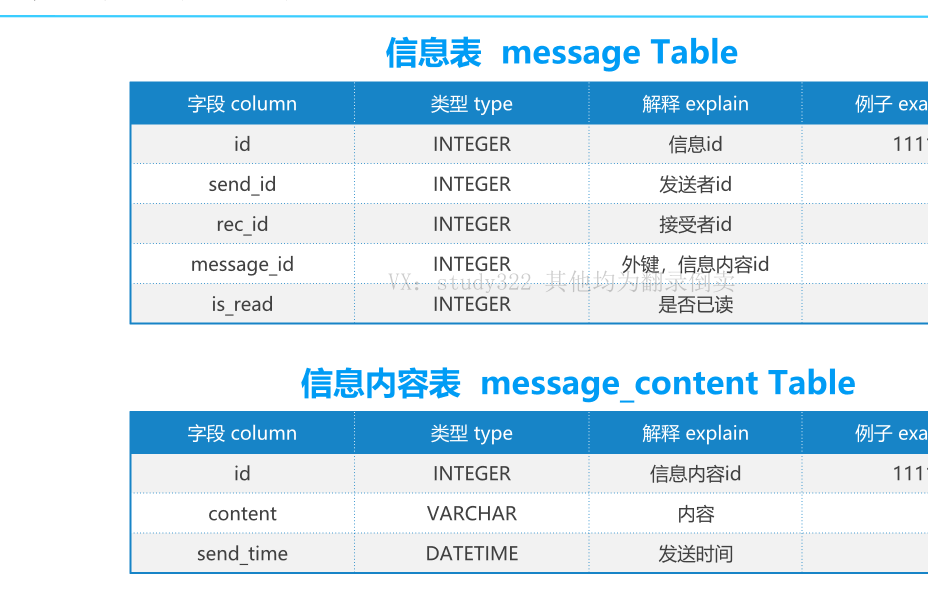 信息表 message Table
字段 column 类型 type 解释 explain 例子 exa
id INTEGER 信息id 111
send_id INTEGER 发送者id
rec_id INTEGER 接受者id
message_id INTEGER 外键，信息内容id
VX：study322 其他均为翻录倒卖
is_read INTEGER 是否已读
信息内容表 message_content Table
字段 column 类型 type 解释 explain 例子 exa
id INTEGER 信息内容id 111
content VARCHAR 内容
send_time DATETIME 发送时间